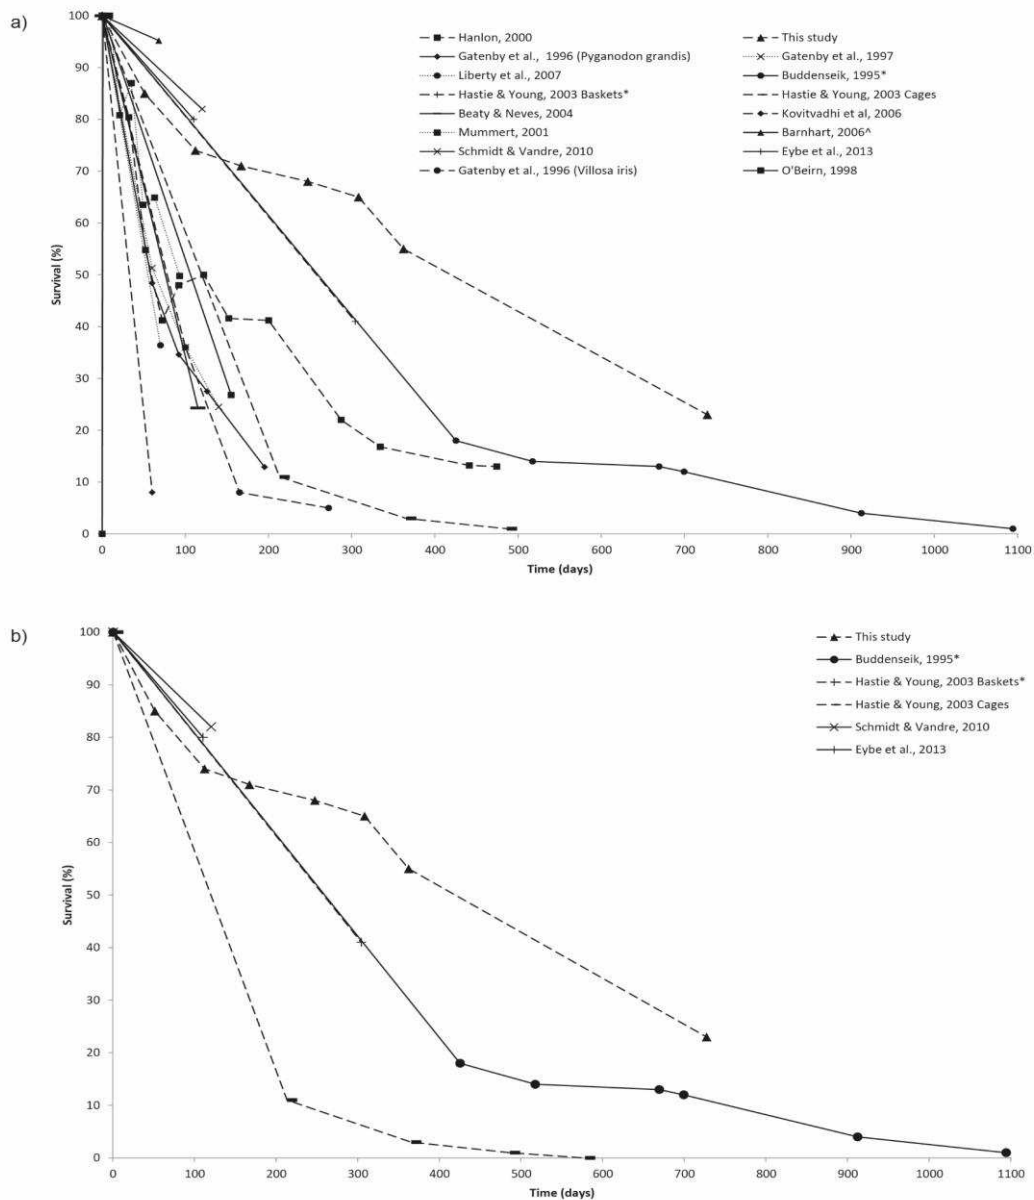 a)
Hanlon, 2000 This study
Gatenby et al., 1996 (Pyganodon grandis) Gatenby et al., 1997
Liberty et al., 2007 Buddenseik, 1995*
Hastie & Young, 2003 Baskets* Hastie & Young, 2003 Cages
Beaty & Neves, 2004 Kovitvadhi et al, 2006
Mummert, 2001 Barnhart, 2006^
Schmidt & Vandre, 2010 Eybe et al., 2013
Gatenby et al., 1996 (Villosa iris) O'Beirn, 1998
Survival (%)
100
90
80
70
60
50
40
30
20
10
0
0 100 200 300 400 500 600 700 800 900 1000 1100
Time (days)
b)
This study
Buddenseik, 1995*
Hastie & Young, 2003 Baskets*
Hastie & Young, 2003 Cages
Schmidt & Vandre, 2010
Eybe et al., 2013
Survival (%)
100
90
80
70
60
50
40
30
20
10
0
0 100 200 300 400 500 600 700 800 900 1000 1100
Time (days)